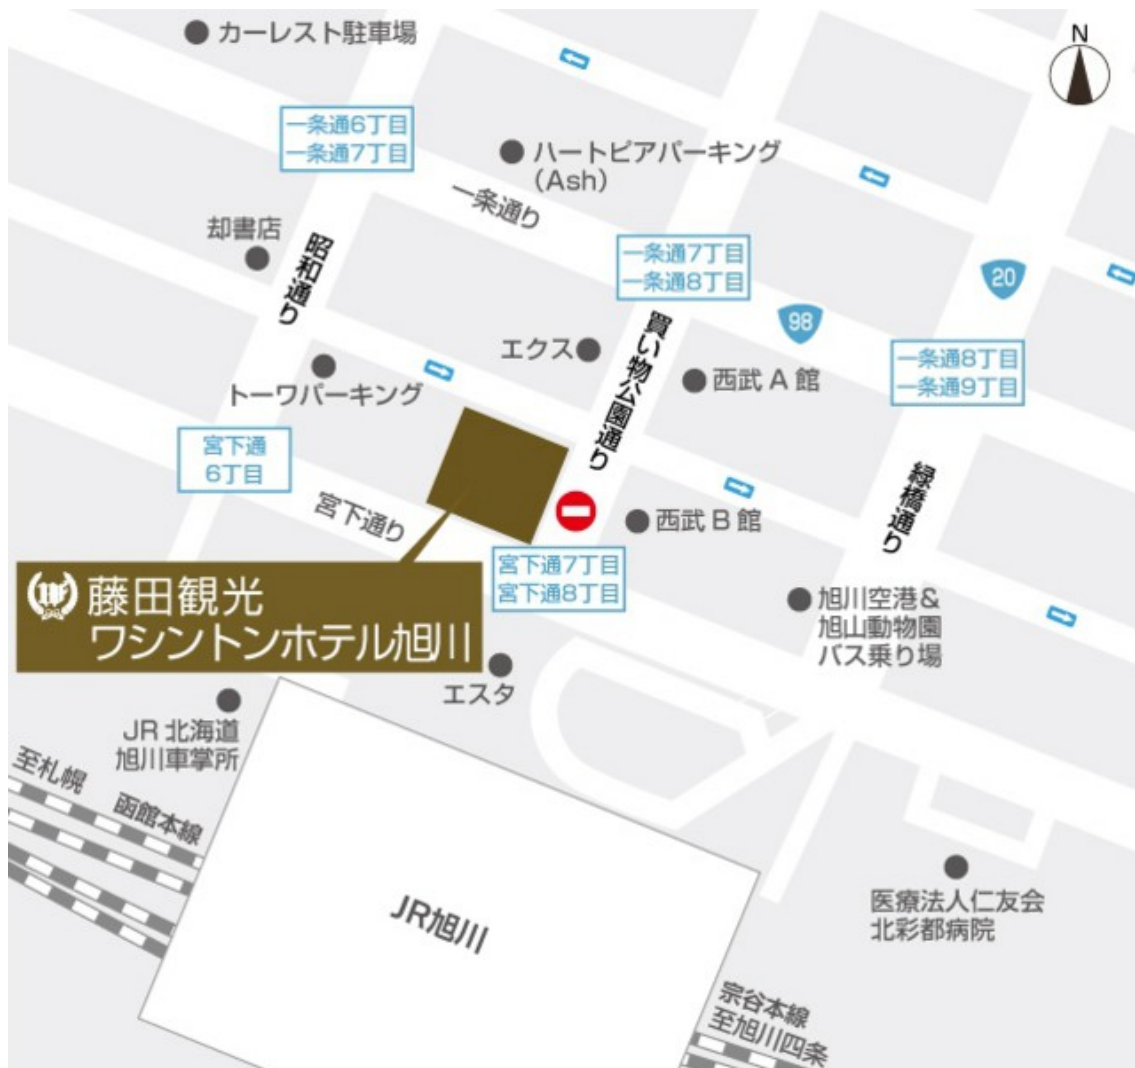 カーレスト駐車場
N
一条通6丁目
一条通7丁目
ハートピアパーキング
(Ash)
一条通り
却書店
昭和通り
一条通7丁目
一条通8丁目
20
98
エクス
買い物公園通り
西武A館
一条通8丁目
一条通9丁目
トーワパーキング
宮下通
6丁目
宮下通り
緑橋通り
西武B館
宮下通7丁目
宮下通8丁目
藤田観光
ワシントンホテル旭川
旭川空港&
旭山動物園
バス乗り場
エスタ
JR北海道
旭川車掌所
至札幌
函館本線
JR旭川
医療法人仁友会
北彩都病院
宗谷本線
至旭川四条